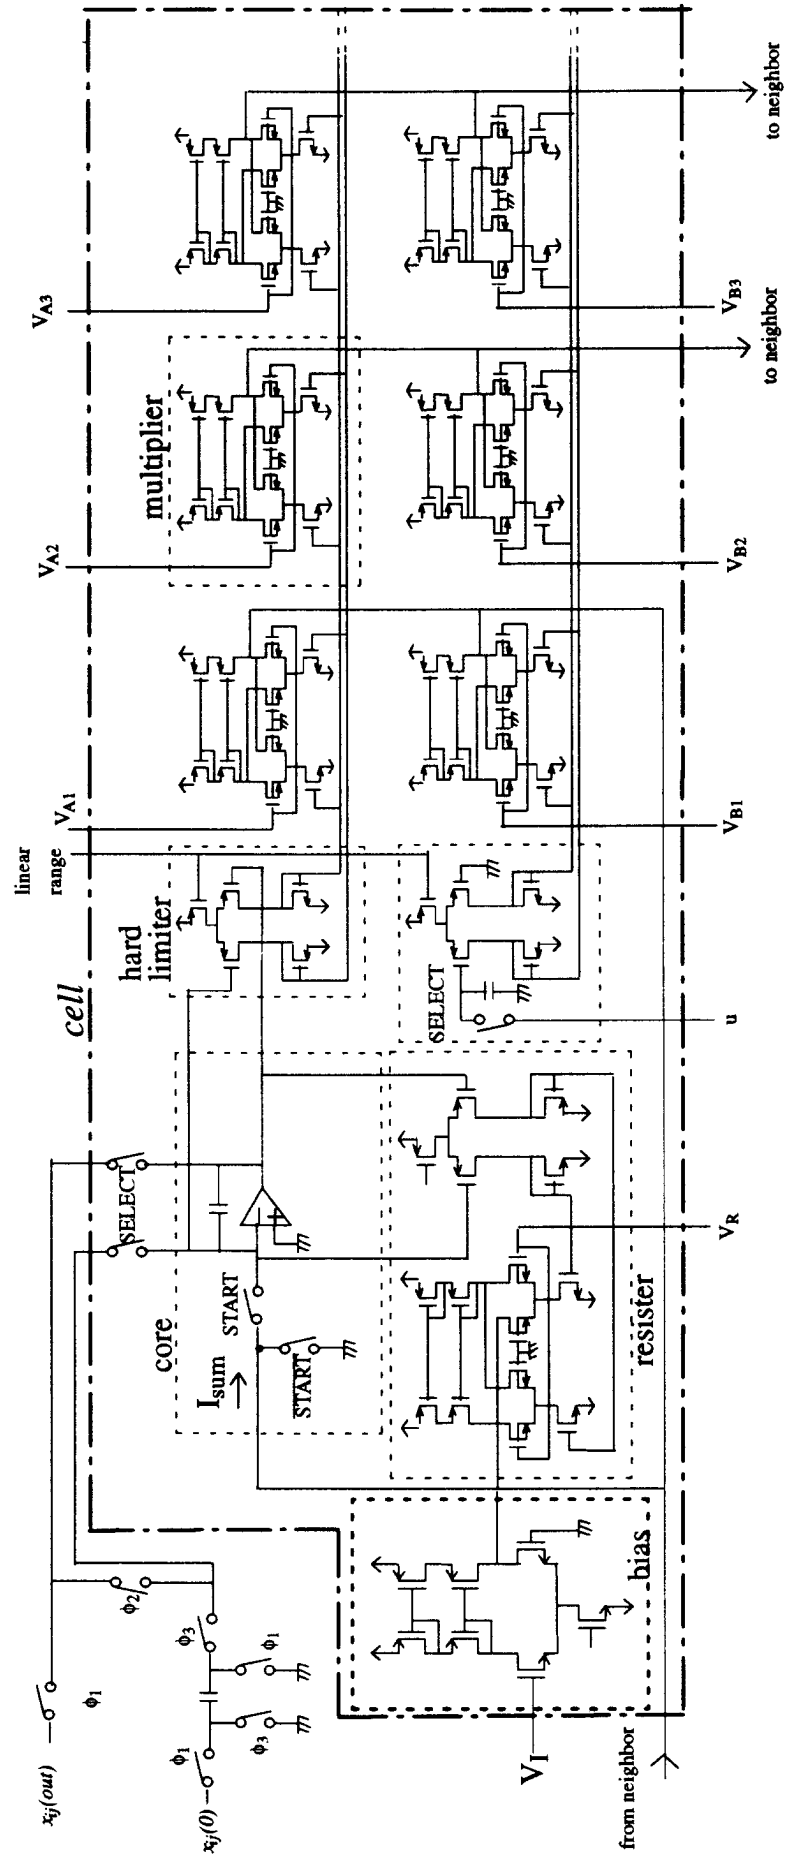 x_ij(out)
x_ij(0)
ϕ1
ϕ1
ϕ3
ϕ3
ϕ1
ϕ2
cell
SELECT
linear
range
V_A1
V_A2
V_A3
core
I_sum
START
START
hard
limiter
multiplier
SELECT
resister
bias
V_I
from neighbor
V_R
u
V_B1
V_B2
V_B3
to neighbor
to neighbor